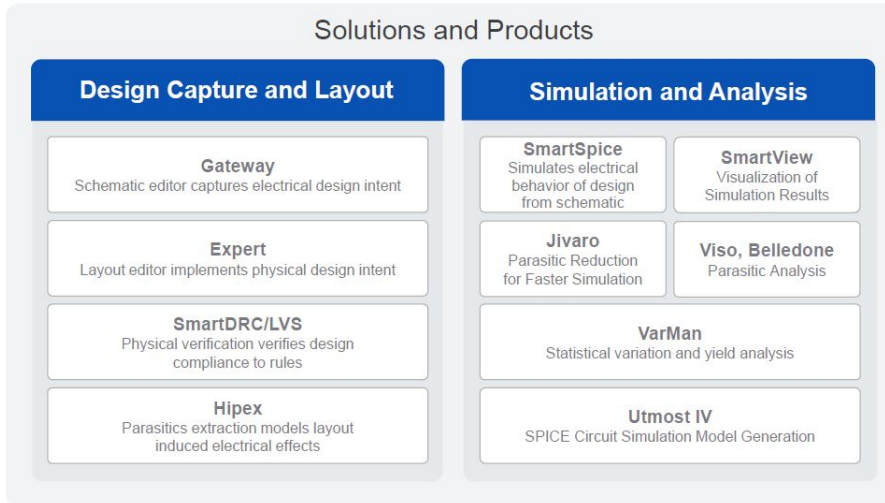 Solutions and Products
Design Capture and Layout
Gateway
Schematic editor captures electrical design intent
Expert
Layout editor implements physical design intent
SmartDRC/LVS
Physical verification verifies design
compliance to rules
Hipex
Parasitics extraction models layout
induced electrical effects
Simulation and Analysis
SmartSpice
Simulates electrical
behavior of design
from schematic
SmartView
Visualization of
Simulation Results
Jivaro
Parasitic Reduction
for Faster Simulation
Viso, Belledone
Parasitic Analysis
VarMan
Statistical variation and yield analysis
Utmost IV
SPICE Circuit Simulation Model Generation